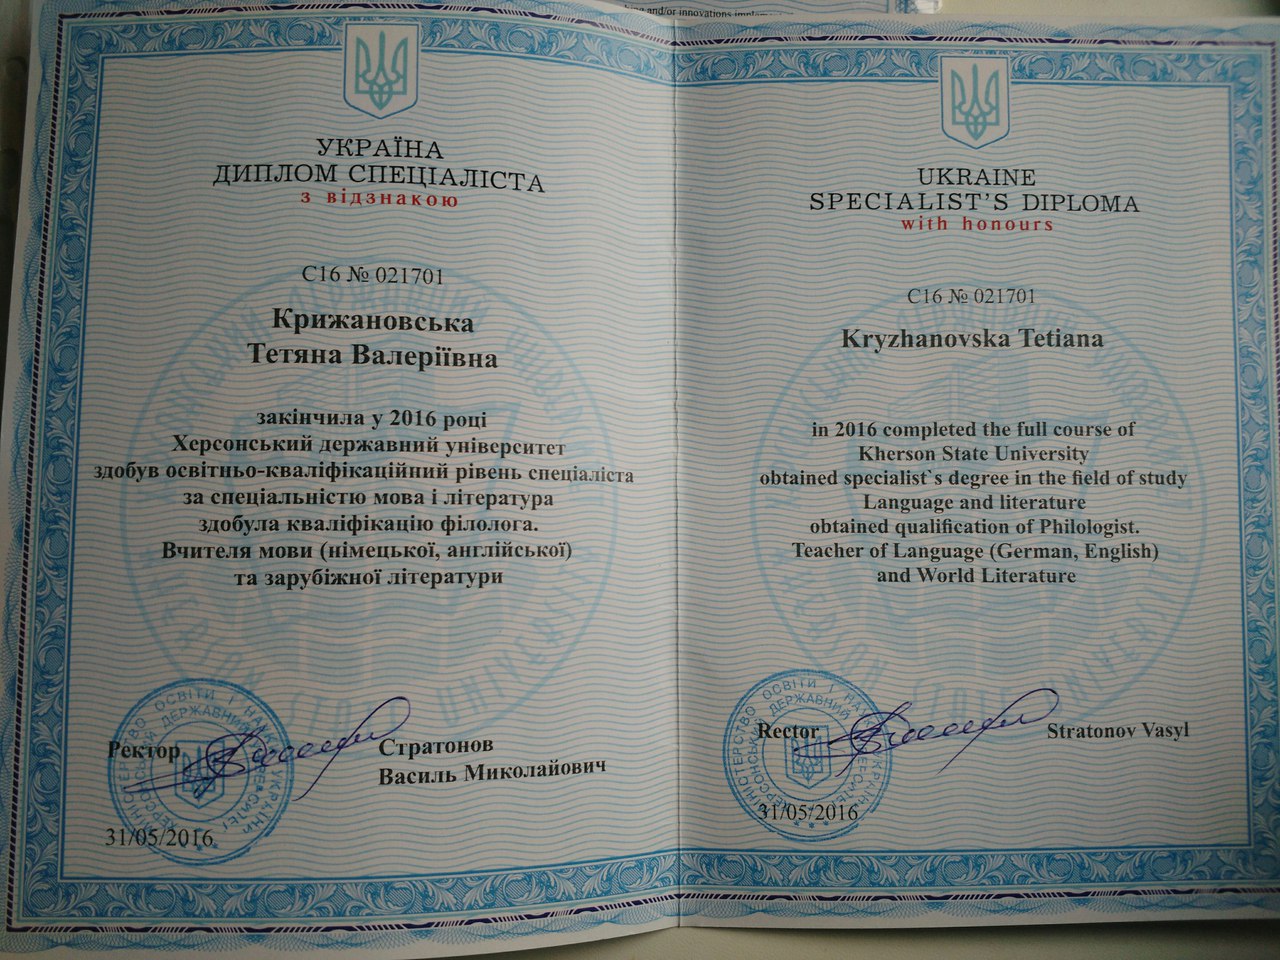 and/or innovations
УКРАЇНА
ДИПЛОМ СПЕЦІАЛІСТА
з відзнакою
С16 № 021701
Крижановська
Тетяна Валеріївна
закінчила у 2016 році
Херсонський державний університет
здобув освітньо-кваліфікаційний рівень спеціаліста
за спеціальністю мова і література
здобула кваліфікацію філолога.
Вчителя мови (німецької, англійської)
та зарубіжної літератури
Ректор
Стратонов
Василь Миколайович
31/05/2016
UKRAINE
SPECIALIST'S DIPLOMA
with honours
C16 № 021701
Kryzhanovska Tetiana
in 2016 completed the full course of
Kherson State University
obtained specialist`s degree in the field of study
Language and literature
obtained qualification of Philologist.
Teacher of Language (German, English)
and World Literature
Rector
Stratonov Vasyl
31/05/2016